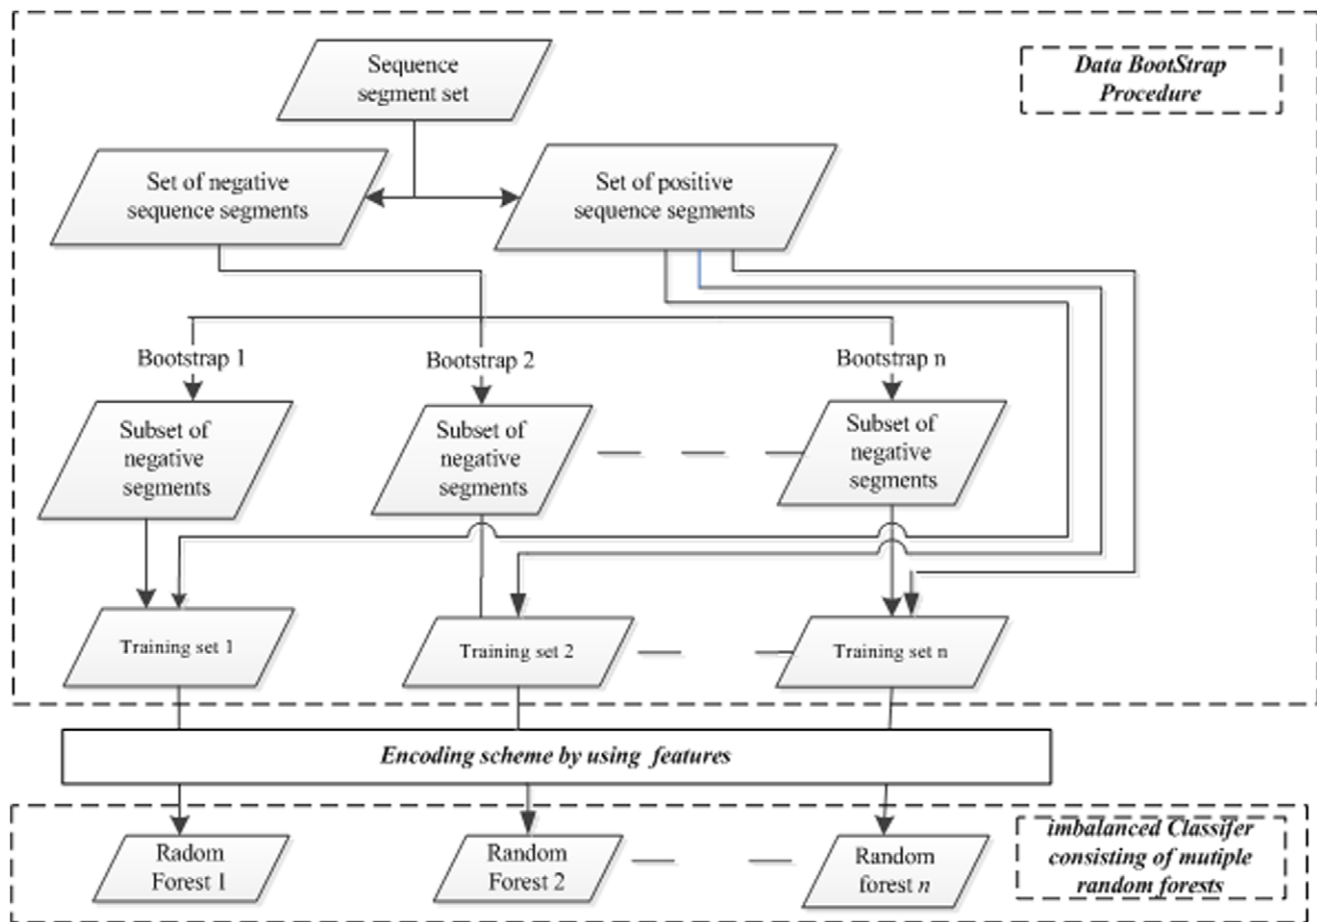 Sequence
segment set
Data BootStrap
Procedure
Set of negative
sequence segments
Set of positive
sequence segments
Bootstrap 1
Bootstrap 2
Bootstrap n
Subset of
negative
segments
Subset of
negative
segments
Subset of
negative
segments
Training set 1
Training set 2
Training set n
Encoding scheme by using features
Radom
Forest 1
Random
Forest 2
Random
forest n
imbalanced Classifer
consisting of mutiple
random forests